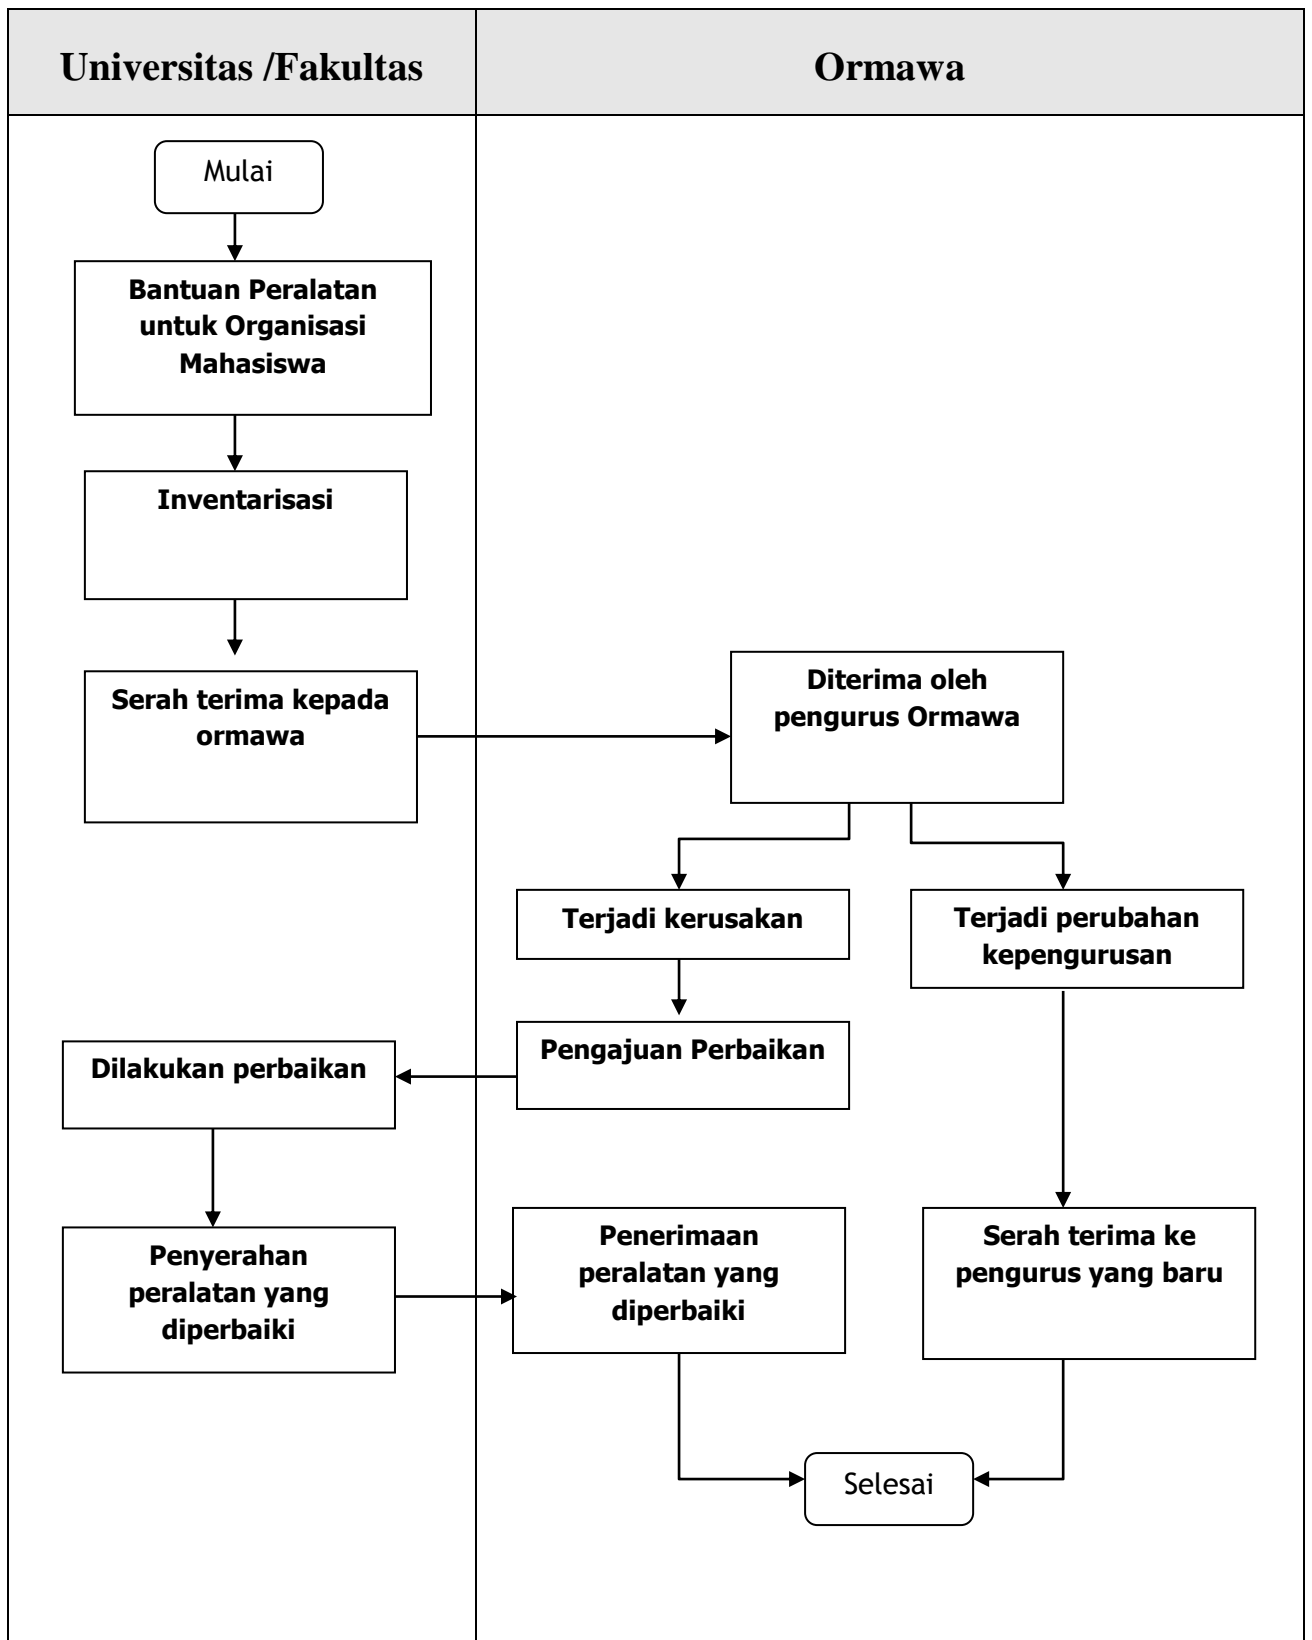 Universitas /Fakultas
Ormawa
Mulai
Bantuan Peralatan
untuk Organisasi
Mahasiswa
Inventarisasi
Serah terima kepada
ormawa
Diterima oleh
pengurus Ormawa
Terjadi kerusakan
Terjadi perubahan
kepengurusan
Pengajuan Perbaikan
Dilakukan perbaikan
Penyerahan
peralatan yang
diperbaiki
Penerimaan
peralatan yang
diperbaiki
Serah terima ke
pengurus yang baru
Selesai